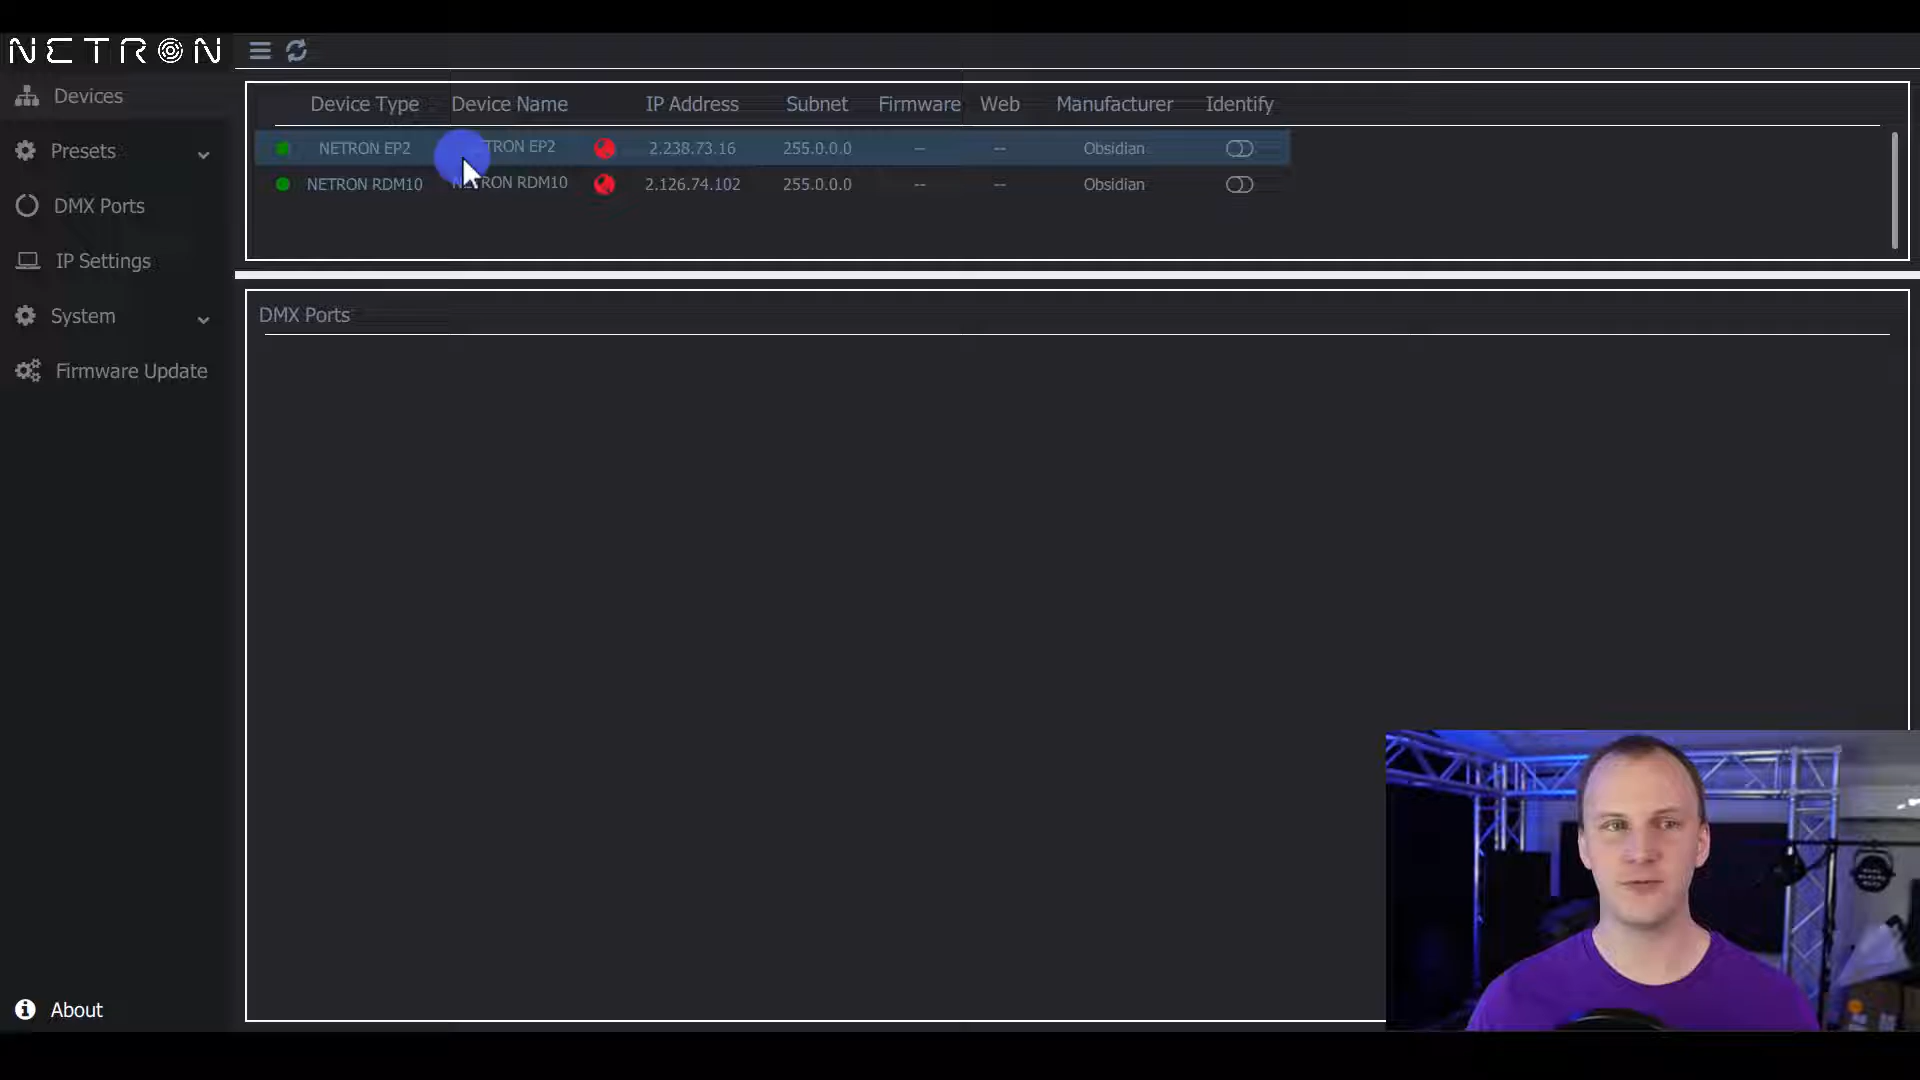 NETRON
Devices
Presets
DMX Ports
IP Settings
System
Firmware Update
About
Device Type Device Name IP Address Subnet Firmware Web Manufacturer Identify
NETRON EP2 TRON EP2 2.238.73.16 255.0.0.0 -- -- Obsidian
NETRON RDM10 NETRON RDM10 2.126.74.102 255.0.0.0 -- -- Obsidian
DMX Ports